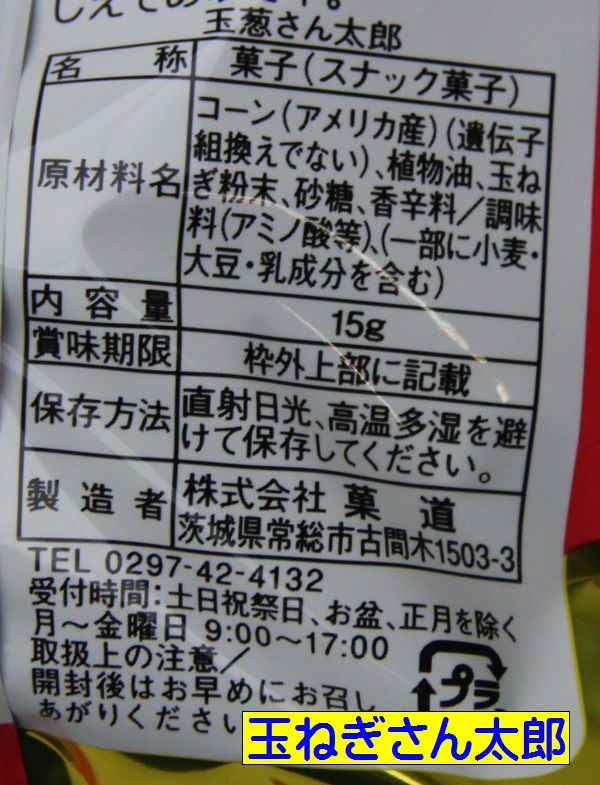 玉葱さん太郎
名称 菓子(スナック菓子)
原材料名 コーン(アメリカ産)(遺伝子
組換えでない)、植物油、玉ね
ぎ粉末、砂糖、香辛料／調味
料(アミノ酸等)、(一部に小麦・
大豆・乳成分を含む)
内容量 15g
賞味期限 枠外上部に記載
保存方法 直射日光、高温多湿を避
けて保存してください。
製造者 株式会社 菓道
茨城県常総市古間木1503-3
TEL 0297-42-4132
受付時間:土日祝祭日、お盆、正月を除く
月～金曜日 9:00～17:00
取扱上の注意／
開封後はお早めにお召し
あがりください
プラ
玉ねぎさん太郎